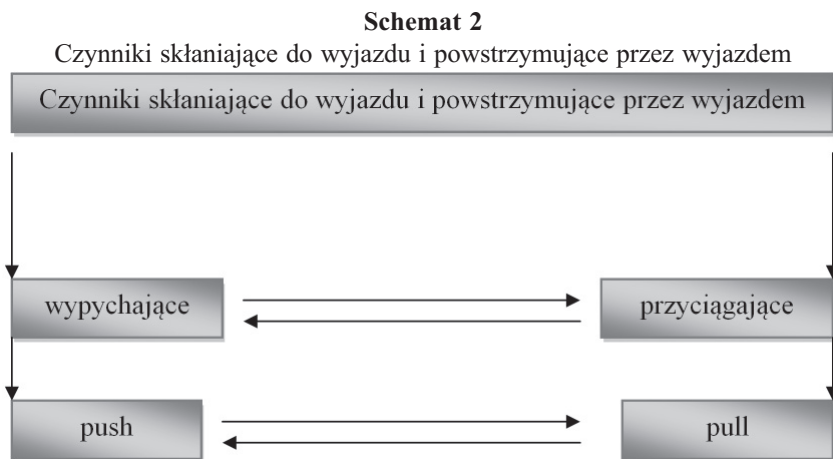 Schemat 2
Czynniki skłaniające do wyjazdu i powstrzymujące przez wyjazdem
Czynniki skłaniające do wyjazdu i powstrzymujące przez wyjazdem
wypychające
przyciągające
push
pull